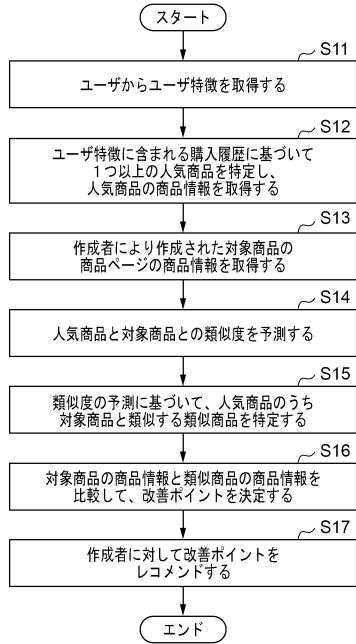 スタート
S11
ユーザからユーザ特徴を取得する
S12
ユーザ特徴に含まれる購入履歴に基づいて
1つ以上の人気商品を特定し、
人気商品の商品情報を取得する
S13
作成者により作成された対象商品の
商品ページの商品情報を取得する
S14
人気商品と対象商品との類似度を予測する
S15
類似度の予測に基づいて、人気商品のうち
対象商品と類似する類似商品を特定する
S16
対象商品の商品情報と類似商品の商品情報を
比較して、改善ポイントを決定する
S17
作成者に対して改善ポイントを
レコメンドする
エンド